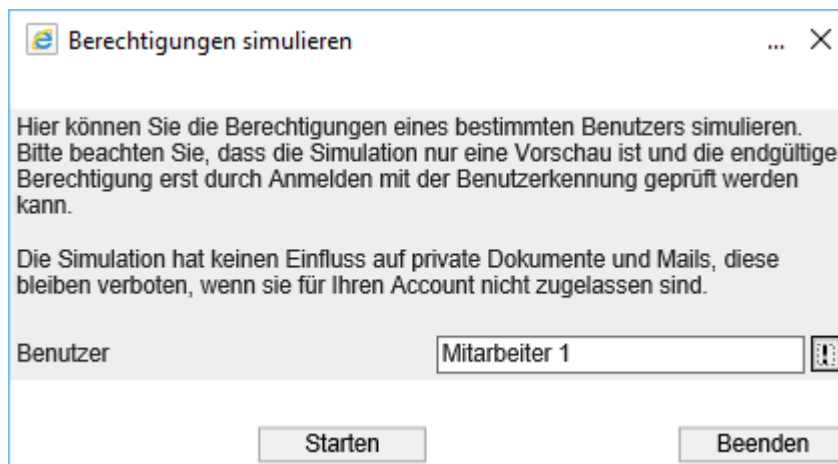 Berechtigungen simulieren ...
Hier können Sie die Berechtigungen eines bestimmten Benutzers simulieren.
Bitte beachten Sie, dass die Simulation nur eine Vorschau ist und die endgültige
Berechtigung erst durch Anmelden mit der Benutzerkennung geprüft werden
kann.
Die Simulation hat keinen Einfluss auf private Dokumente und Mails, diese
bleiben verboten, wenn sie für Ihren Account nicht zugelassen sind.
Benutzer Mitarbeiter 1
Starten Beenden